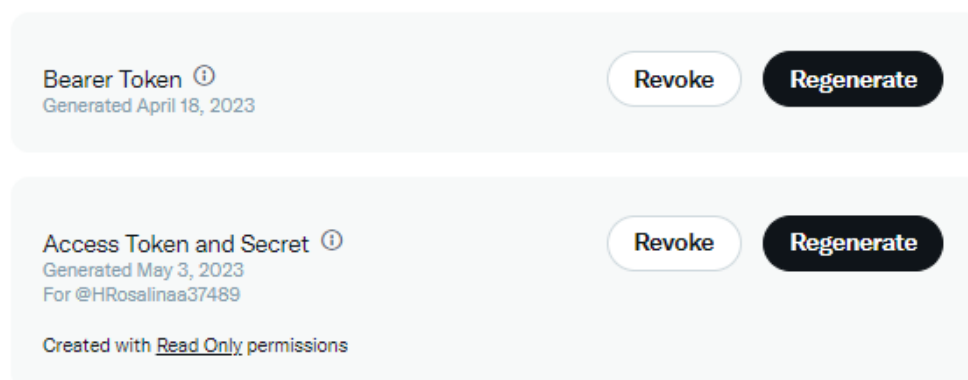 Bearer Token
Generated April 18, 2023
Revoke
Regenerate
Access Token and Secret
Generated May 3, 2023
For @HRosalinaa37489
Created with Read Only permissions
Revoke
Regenerate